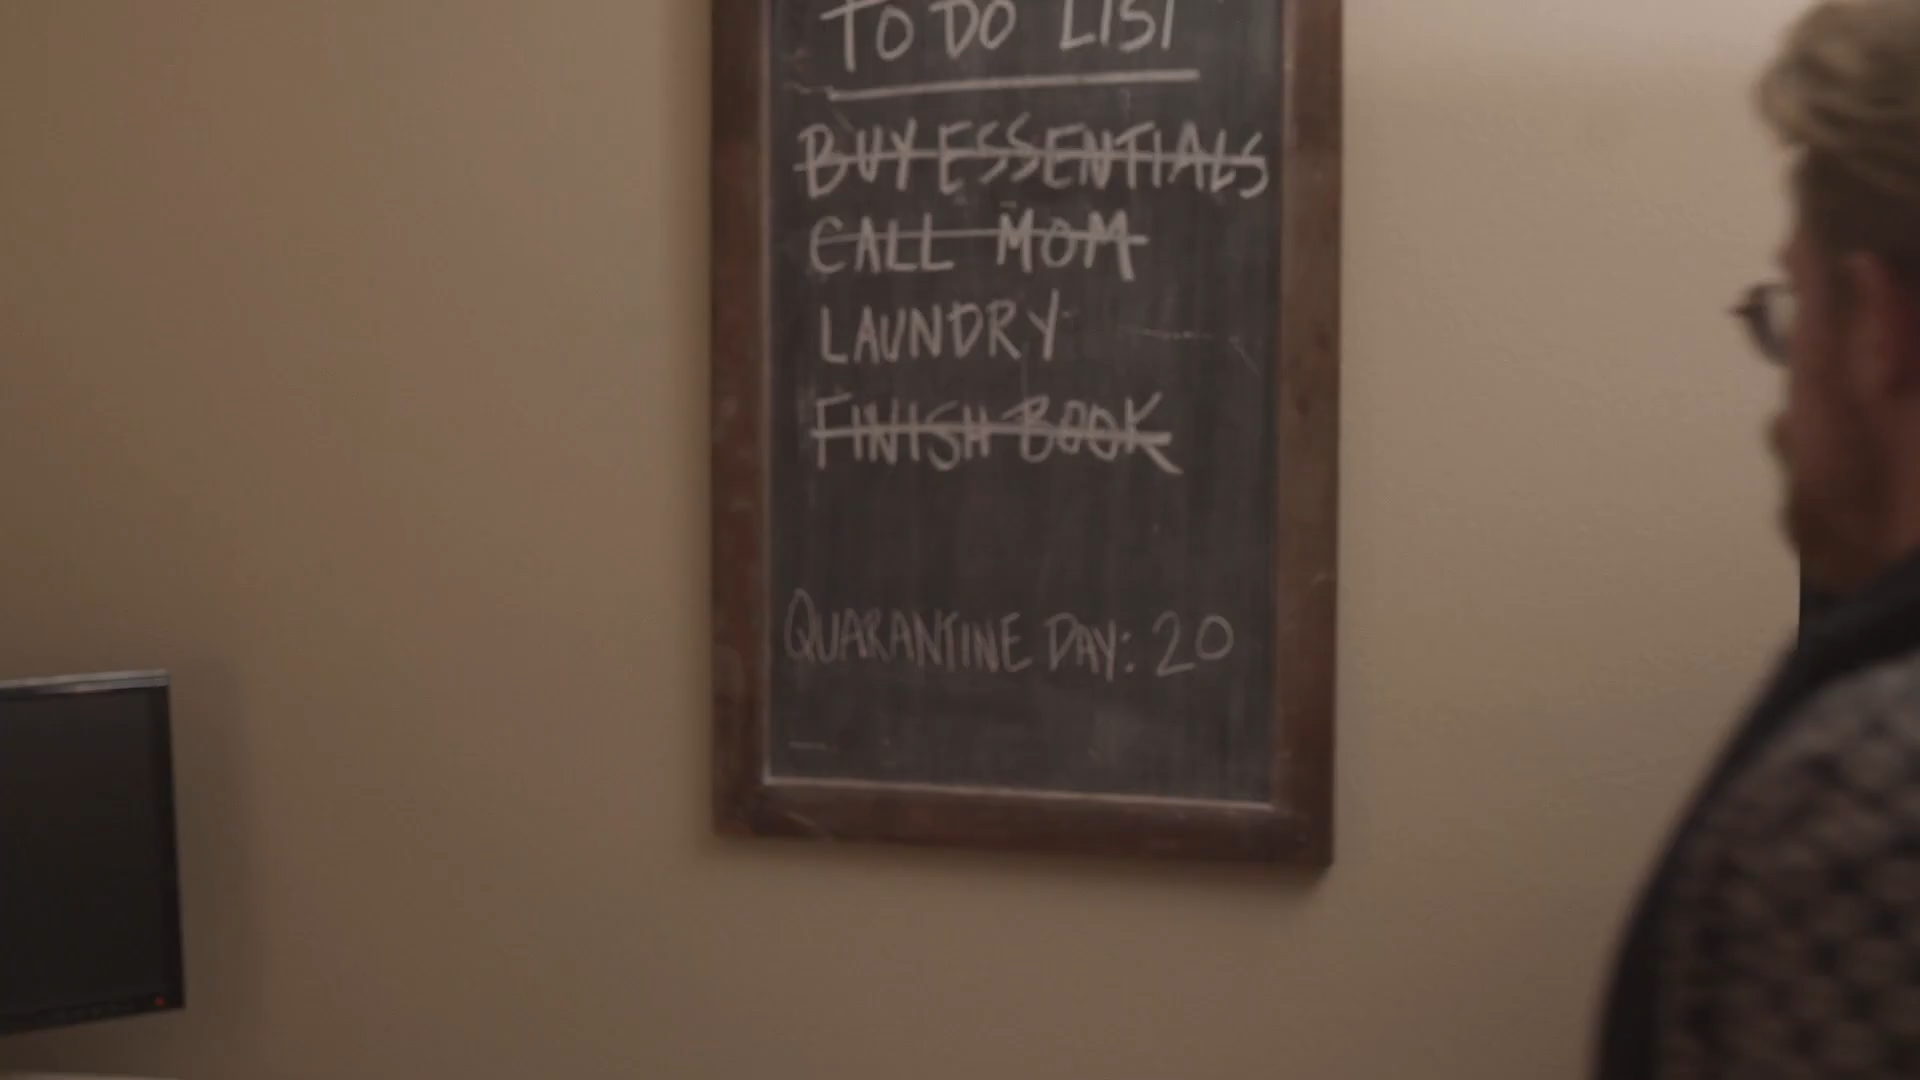 TO DO LIST
BUY ESSENTIALS
CALL MOM
LAUNDRY
FINISH BOOK
QUARANTINE DAY: 20